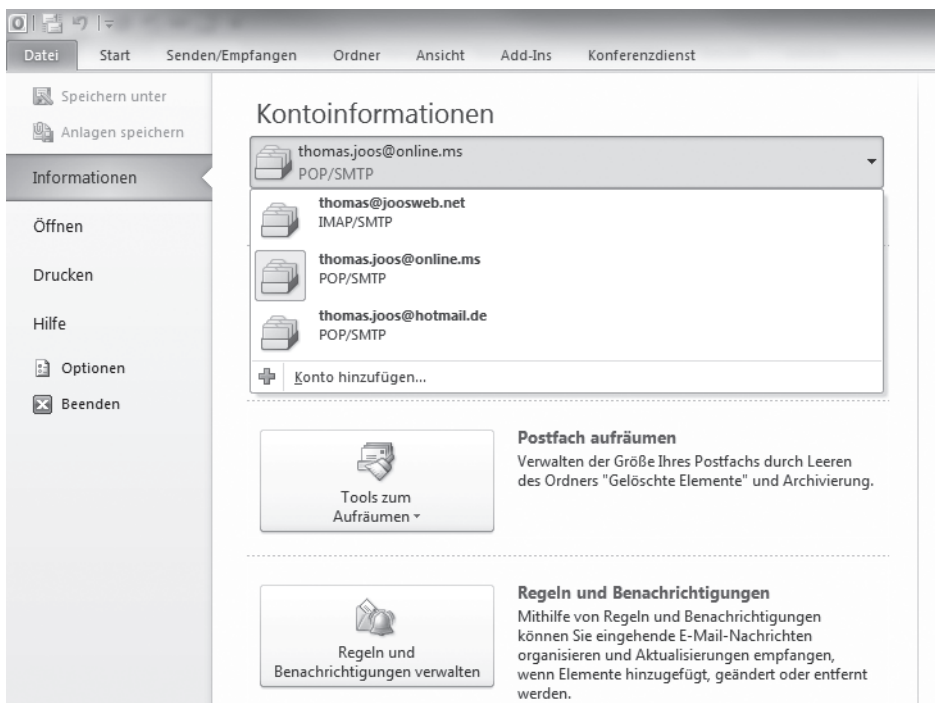 Datei Start Senden/Empfangen Ordner Ansicht Add-Ins Konferenzdienst
Speichern unter
Anlagen speichern
Informationen
Öffnen
Drucken
Hilfe
Optionen
Beenden
Kontoinformationen
thomas.joos@online.ms
POP/SMTP
thomas@joosweb.net
IMAP/SMTP
thomas.joos@online.ms
POP/SMTP
thomas.joos@hotmail.de
POP/SMTP
Konto hinzufügen...
Tools zum
Aufräumen
Postfach aufräumen
Verwalten der Größe Ihres Postfachs durch Leeren
des Ordners "Gelöschte Elemente" und Archivierung.
Regeln und
Benachrichtigungen verwalten
Regeln und Benachrichtigungen
Mithilfe von Regeln und Benachrichtigungen
können Sie eingehende E-Mail-Nachrichten
organisieren und Aktualisierungen empfangen,
wenn Elemente hinzugefügt, geändert oder entfernt
werden.